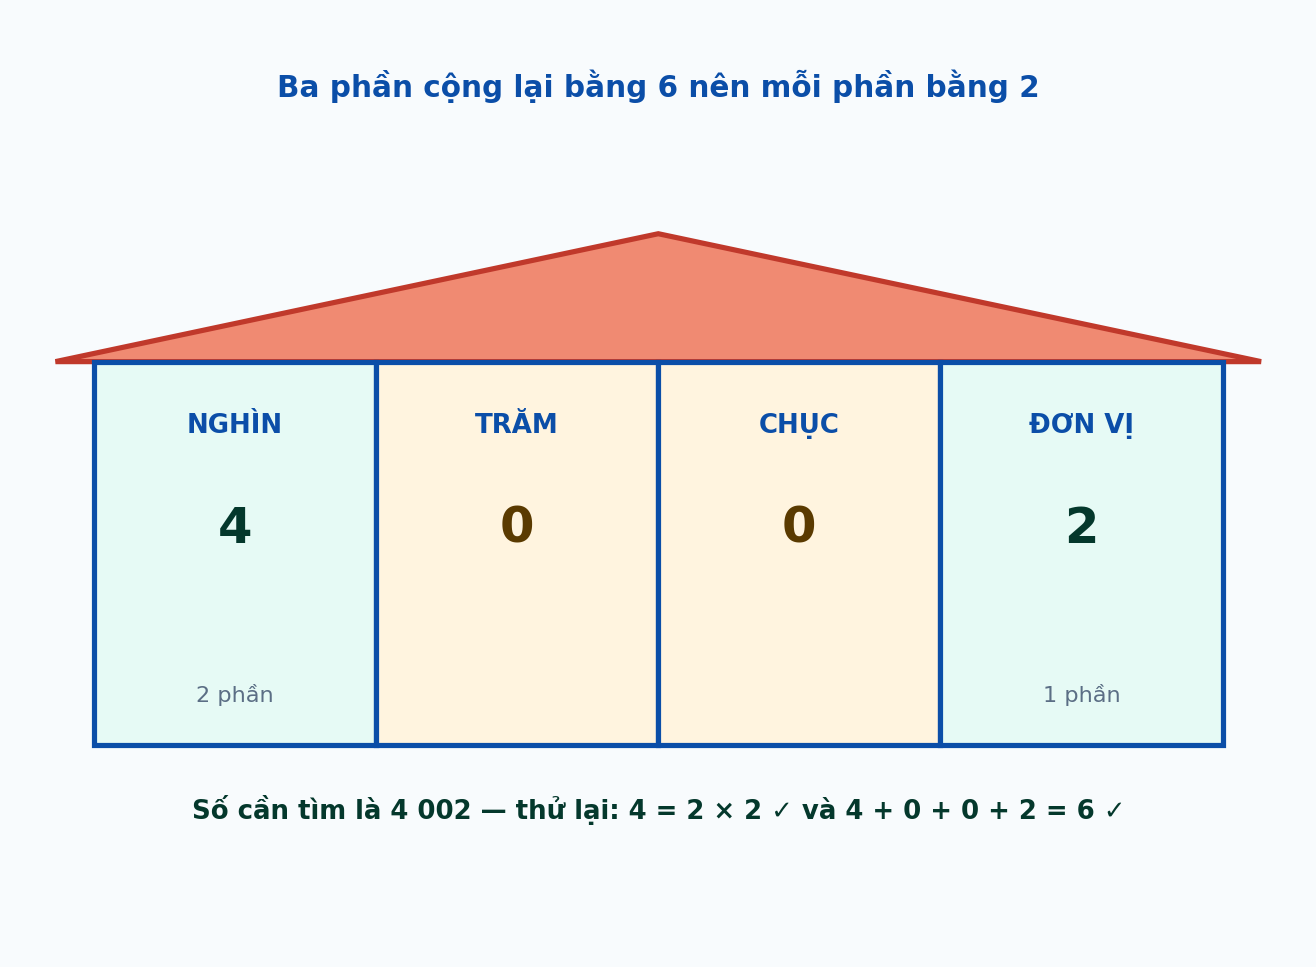 Ba phần cộng lại bằng 6 nên mỗi phần bằng 2
NGHÌN TRĂM CHỤC ĐƠN VỊ
4 0 0 2
2 phần 1 phần
Số cần tìm là 4 002 — thử lại: 4 = 2 × 2 ✓ và 4 + 0 + 0 + 2 = 6 ✓